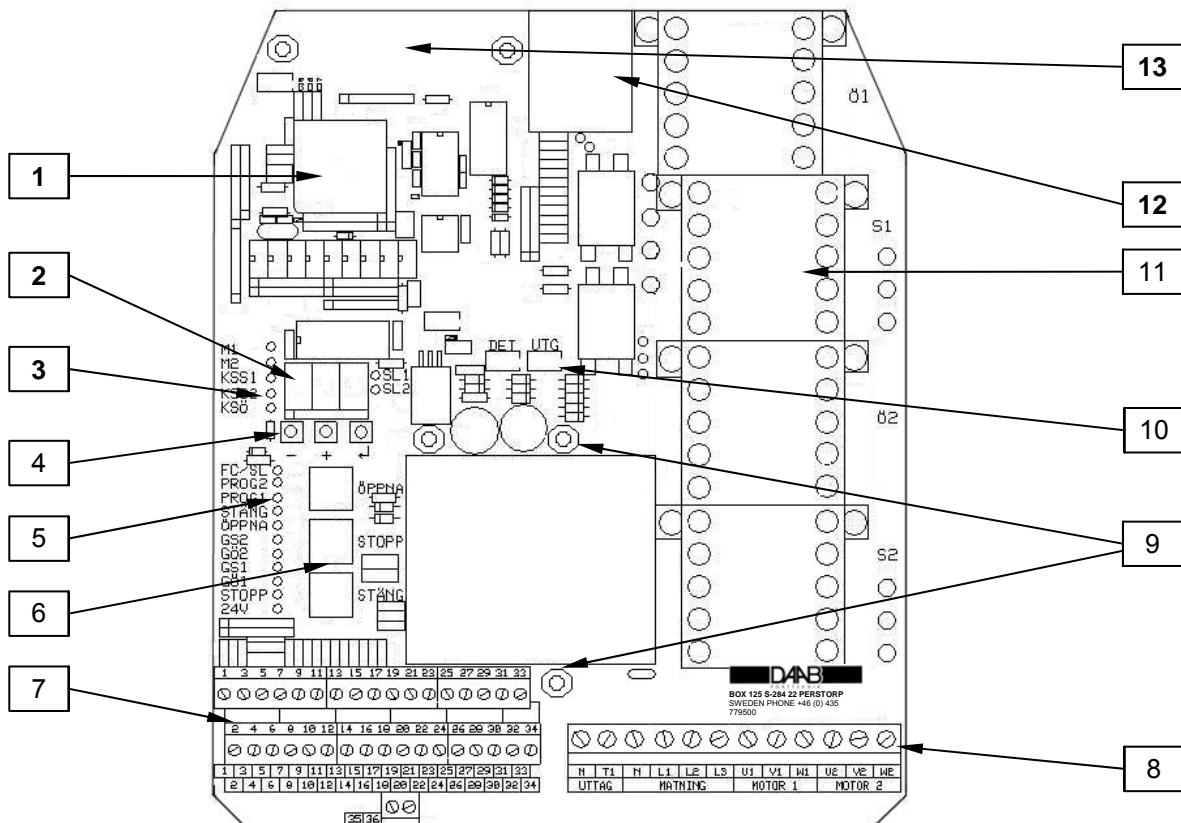 13
Ö1
1
12
S1
2
11
DET UTG
M1
M2
KSS1
KSÖ
SL1
SL2
3
10
Ö2
4
- + ↵
FC/SL
PROG2
PROG1
STÄNG
ÖPPNA
GS2
GÖ2
GS1
GÖ1
STOPP
24V
ÖPPNA
STOPP
STÄNG
5
9
S2
6
DAAB
PORTTEKNIK
BOX 125 S-284 22 PERSTORP
SWEDEN PHONE +46 (0) 435
779500
7
1 3 5 7 9 11 13 15 17 19 21 23 25 27 29 31 33
2 4 6 8 10 12 14 16 18 20 22 24 26 28 30 32 34
1 3 5 7 9 11 13 15 17 19 21 23 25 27 29 31 33
2 4 6 8 10 12 14 16 18 20 22 24 26 28 30 32 34
35 36
8
N T1 N L1 L2 L3 U1 V1 W1 U2 V2 W2
UTTAG MATNING MOTOR 1 MOTOR 2